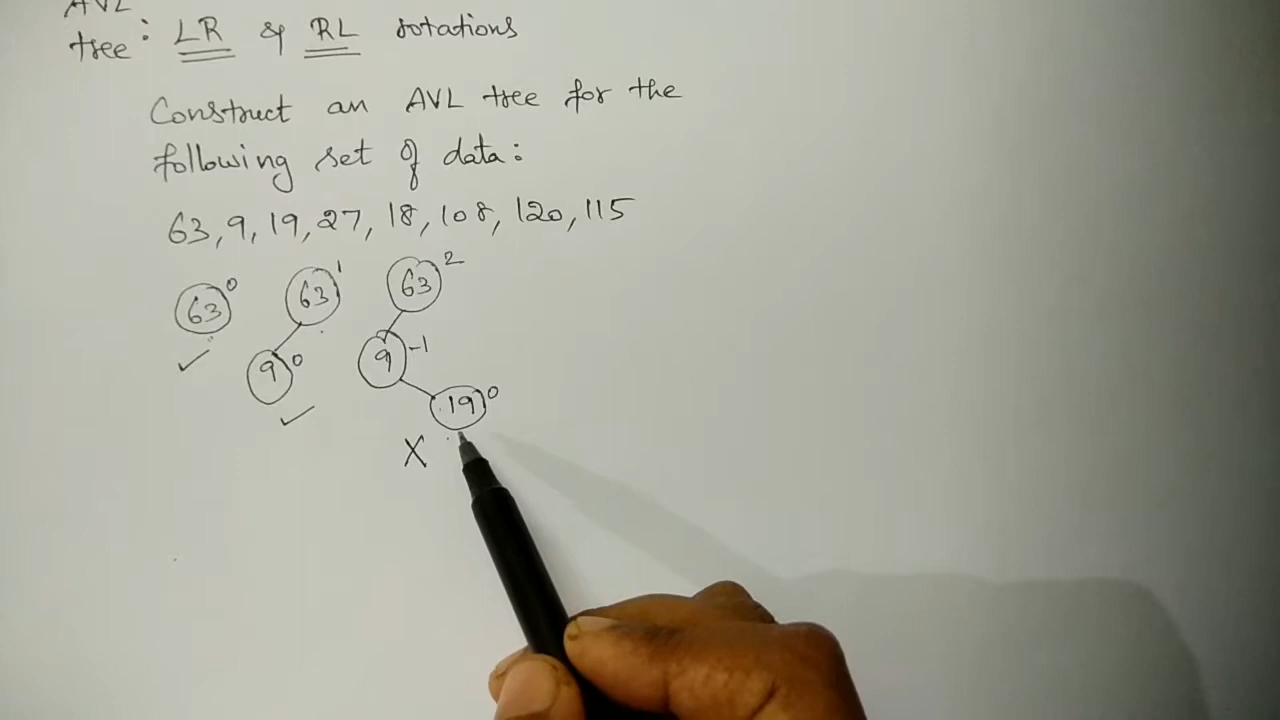 AVL
tree: LR & RL rotations
Construct an AVL tree for the
following set of data:
63, 9, 19, 27, 18, 108, 120, 115
63 0 63 1 63 2
9 0 9 -1
19 0
X